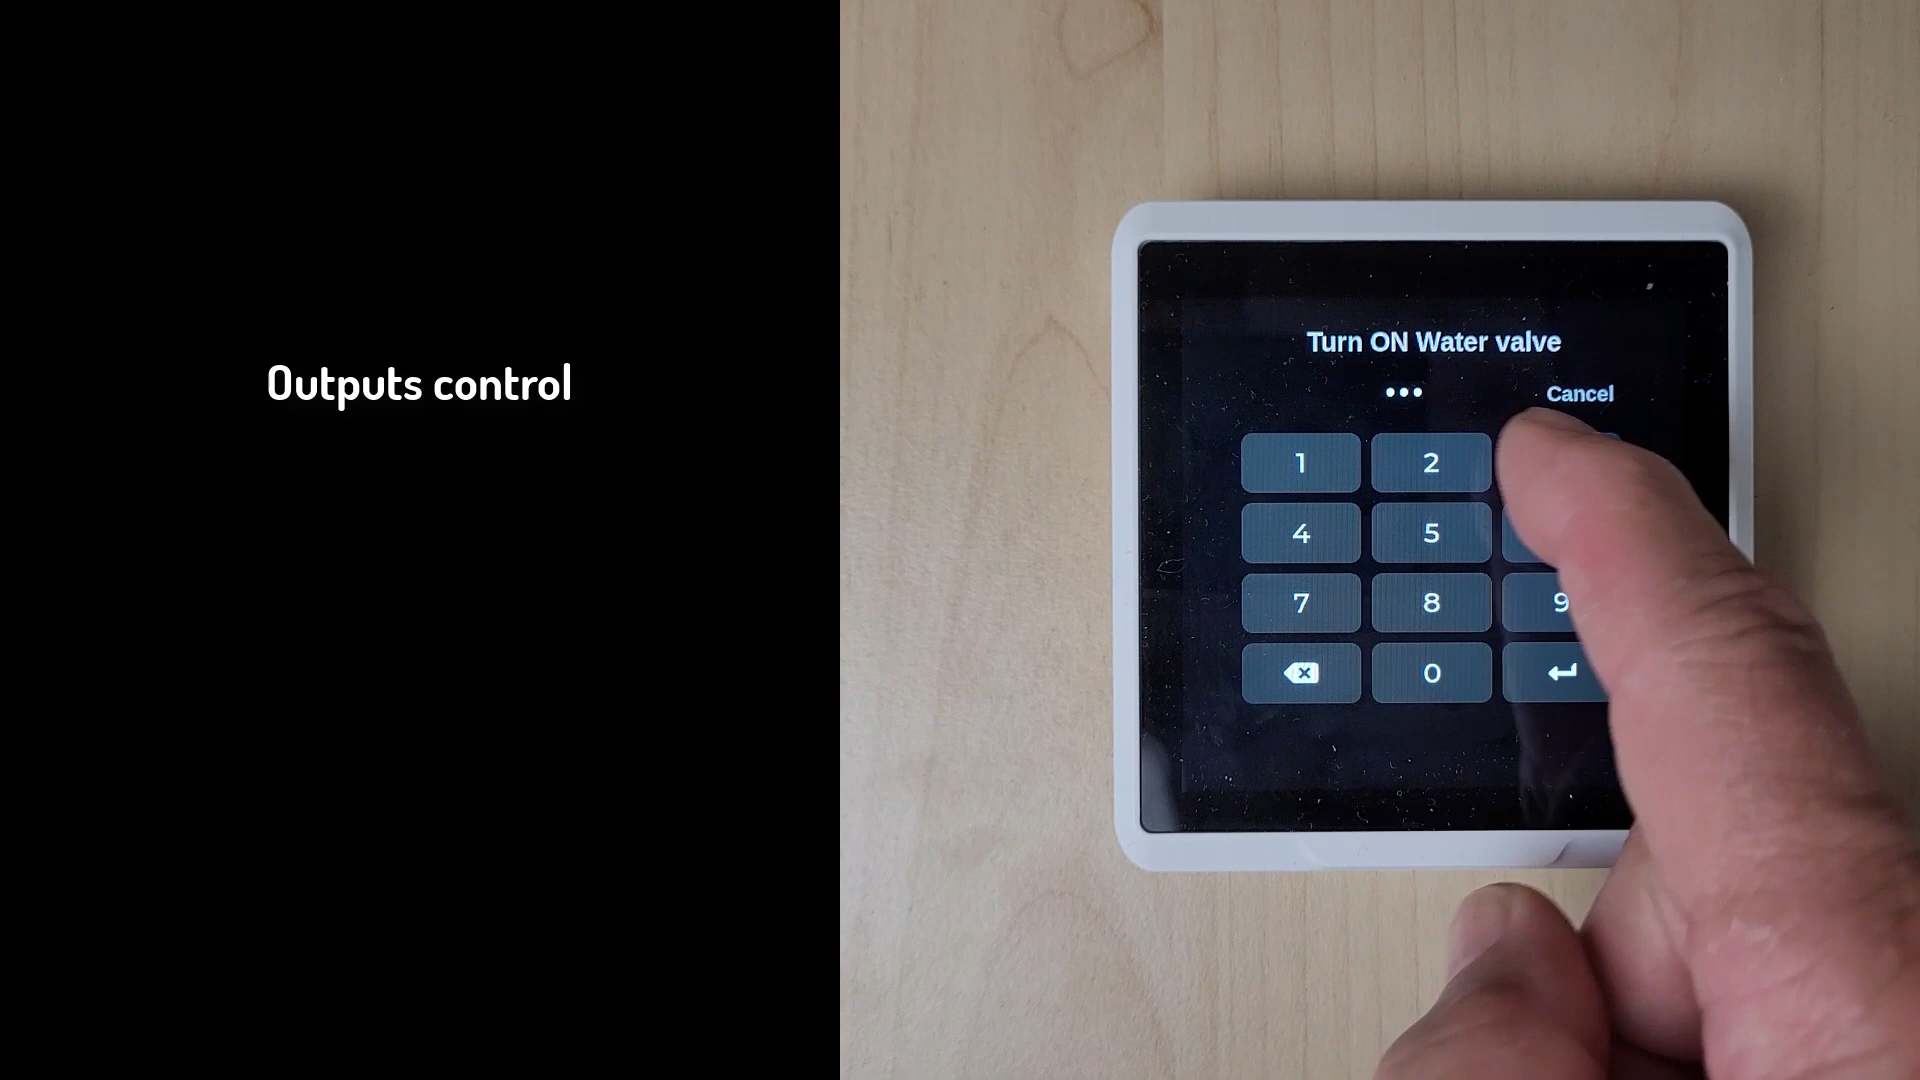 Outputs control
Turn ON Water valve
•••
Cancel
1 2
4 5
7 8 9
0